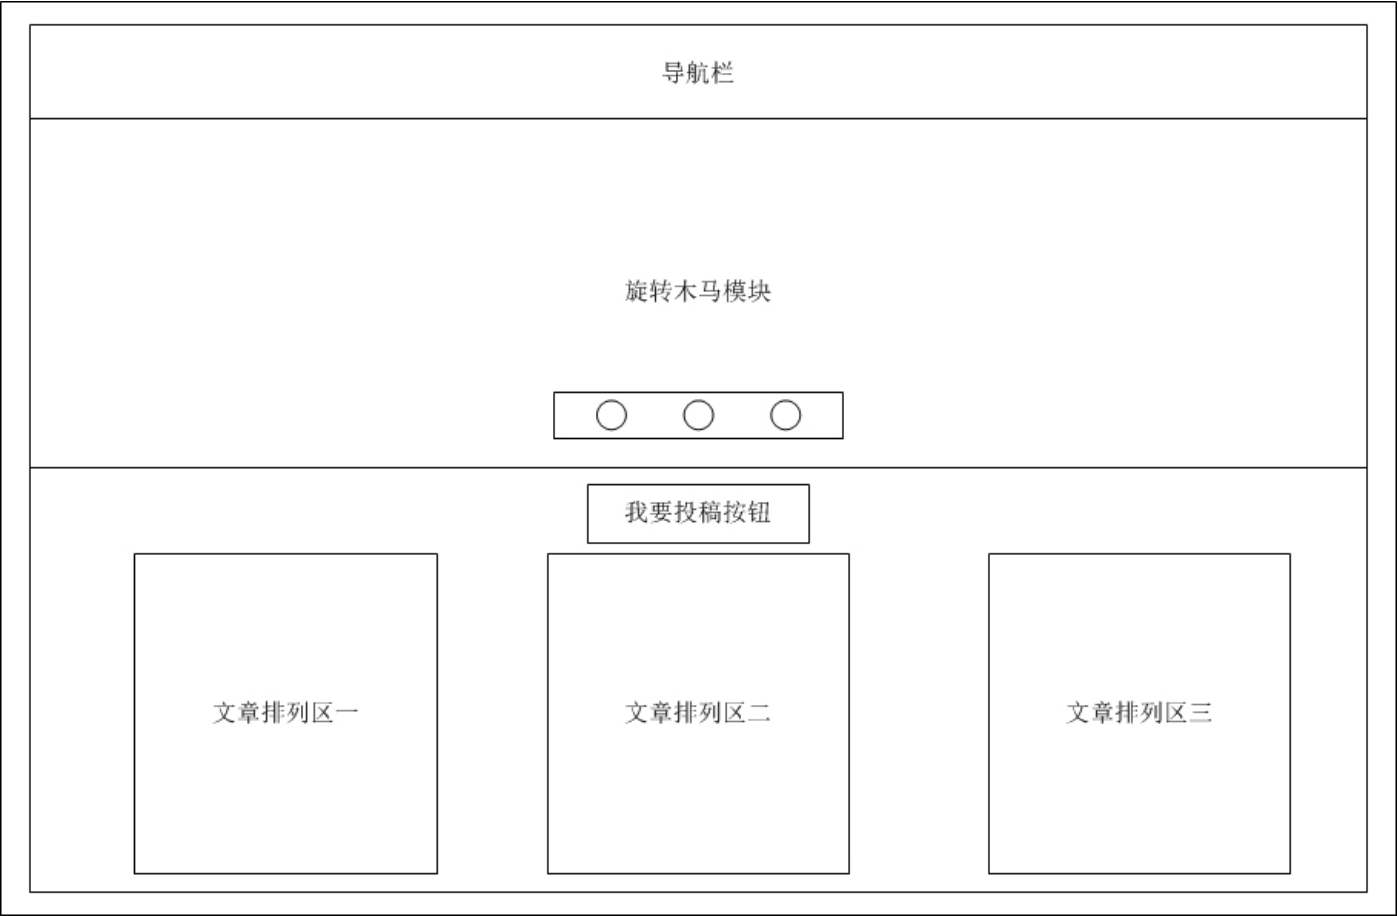 导航栏
旋转木马模块
我要投稿按钮
文章排列区一
文章排列区二
文章排列区三